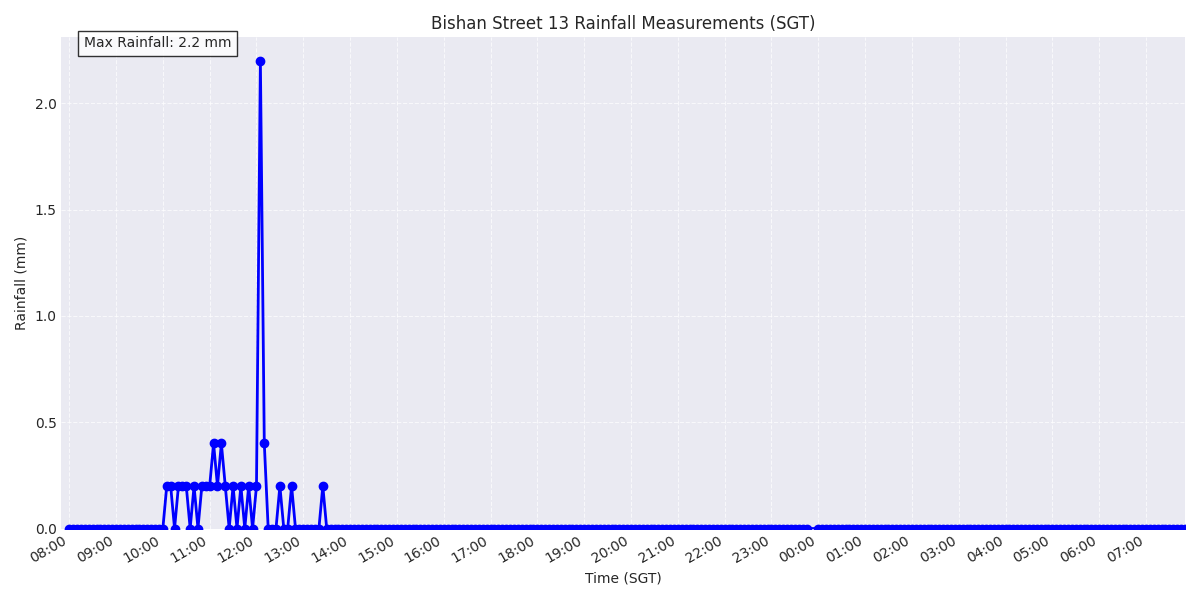 Bishan Street 13 Rainfall Measurements (SGT)
Max Rainfall: 2.2 mm
Rainfall (mm)
2.0
1.5
1.0
0.5
0.0
08:00 09:00 10:00 11:00 12:00 13:00 14:00 15:00 16:00 17:00 18:00 19:00 20:00 21:00 22:00 23:00 00:00 01:00 02:00 03:00 04:00 05:00 06:00 07:00
Time (SGT)